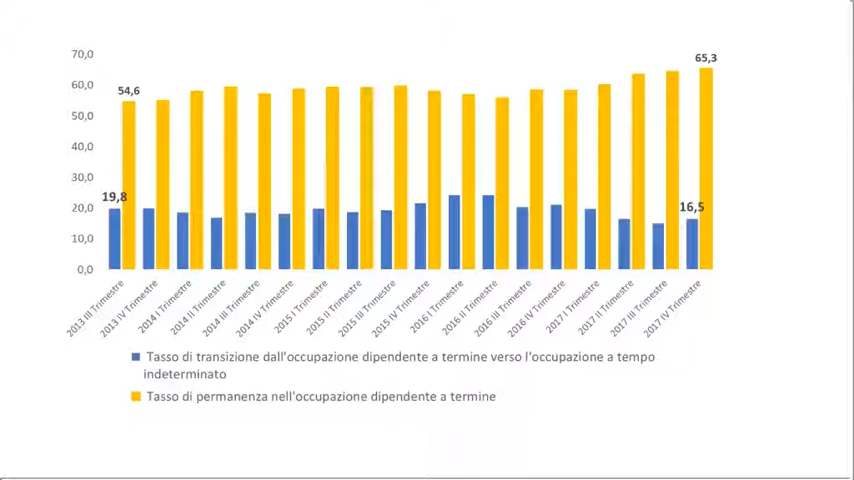 70,0
65,3
60,0
54,6
50,0
40,0
30,0
20,0
19,8
16,5
10,0
0,0
2013 III Trimestre
2013 IV Trimestre
2014 I Trimestre
2014 II Trimestre
2014 III Trimestre
2014 IV Trimestre
2015 I Trimestre
2015 II Trimestre
2015 III Trimestre
2015 IV Trimestre
2016 I Trimestre
2016 II Trimestre
2016 III Trimestre
2016 IV Trimestre
2017 I Trimestre
2017 II Trimestre
2017 III Trimestre
2017 IV Trimestre
Tasso di transizione dall'occupazione dipendente a termine verso l'occupazione a tempo
indeterminato
Tasso di permanenza nell'occupazione dipendente a termine